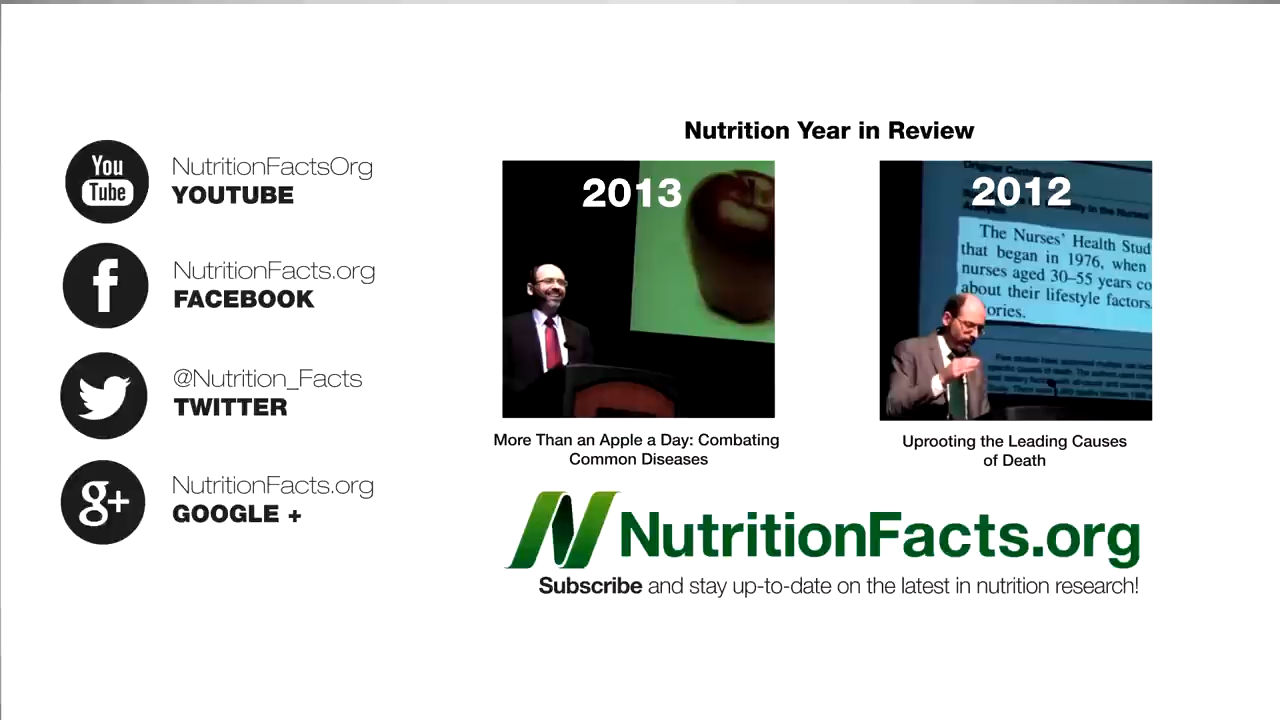 You
Tube
NutritionFactsOrg
YOUTUBE
f
NutritionFacts.org
FACEBOOK
@Nutrition_Facts
TWITTER
g+
NutritionFacts.org
GOOGLE +
Nutrition Year in Review
2013
More Than an Apple a Day: Combating
Common Diseases
2012
The Nurses' Health Stud
that began in 1976, when
nurses aged 30–55 years co
about their lifestyle factors
ories.
Uprooting the Leading Causes
of Death
NutritionFacts.org
Subscribe and stay up-to-date on the latest in nutrition research!